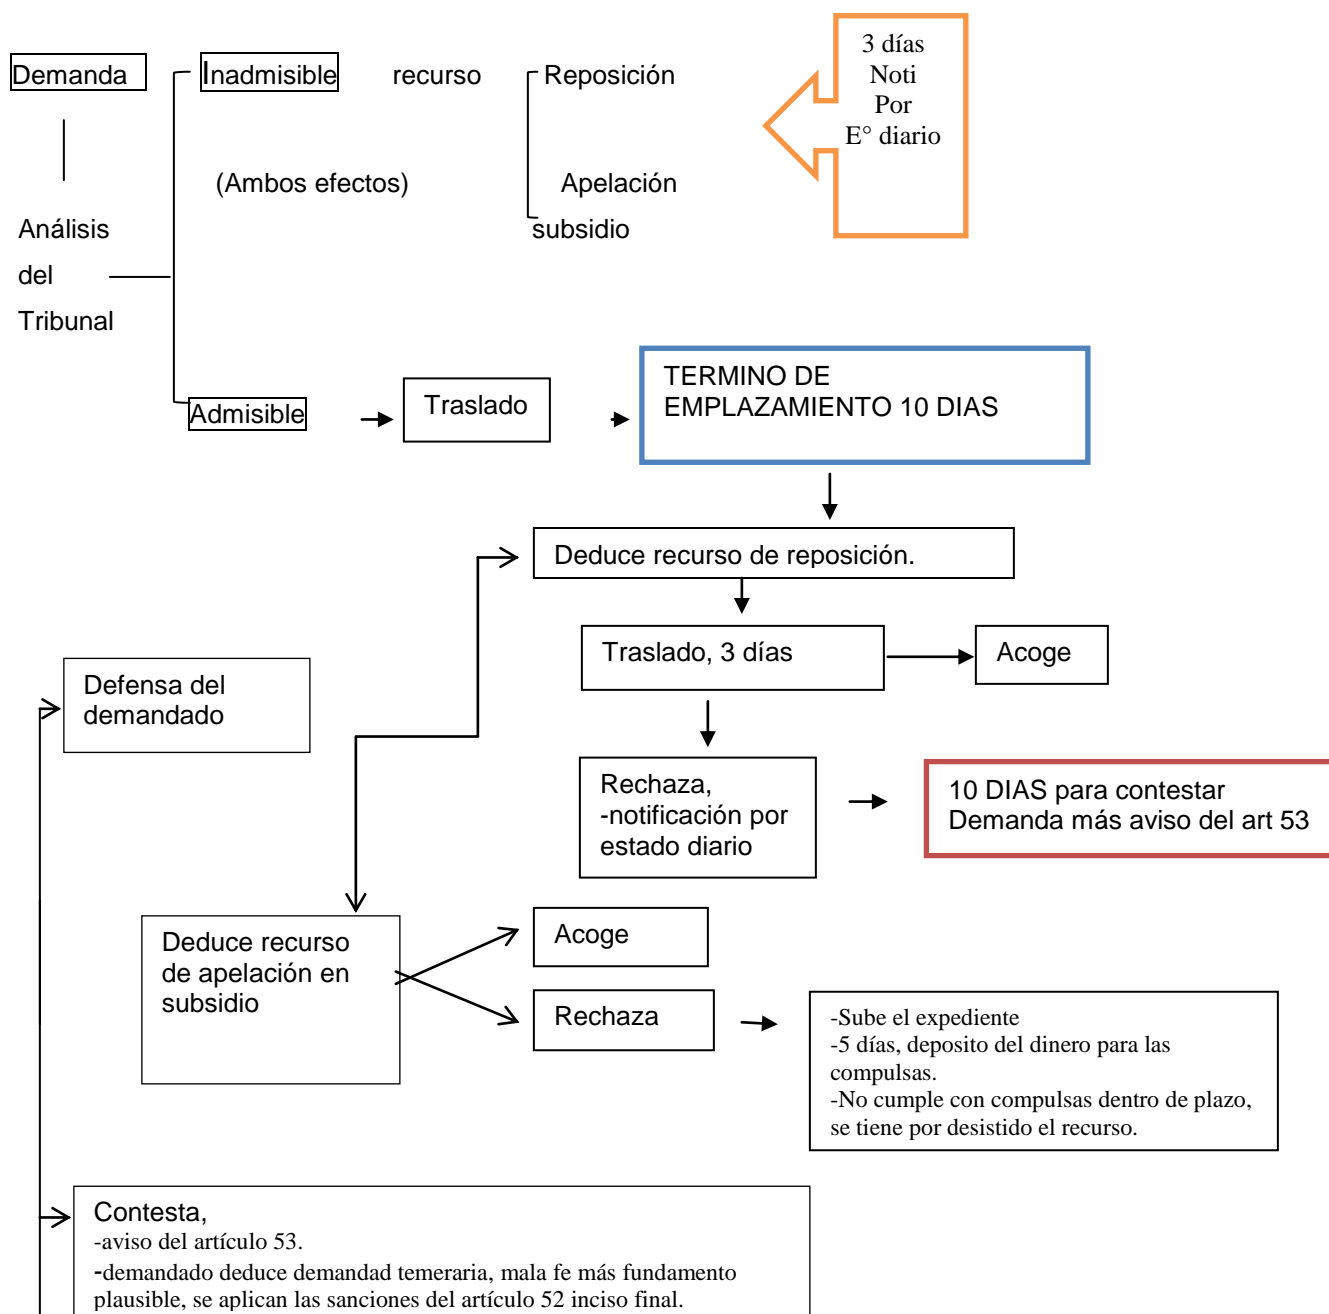 Demanda
Inadmisible
recurso
Reposición
3 días
Noti
Por
E° diario
(Ambos efectos)
Apelación
subsidio
Análisis
del
Tribunal
Admisible
Traslado
TERMINO DE
EMPLAZAMIENTO 10 DIAS
Deduce recurso de reposición.
Traslado, 3 días
Acoge
Defensa del
demandado
Rechaza,
-notificación por
estado diario
10 DIAS para contestar
Demanda más aviso del art 53
Deduce recurso
de apelación en
subsidio
Acoge
Rechaza
-Sube el expediente
-5 días, deposito del dinero para las
compulsas.
-No cumple con compulsas dentro de plazo,
se tiene por desistido el recurso.
Contesta,
-aviso del artículo 53.
-demandado deduce demandad temeraria, mala fe más fundamento
plausible, se aplican las sanciones del artículo 52 inciso final.